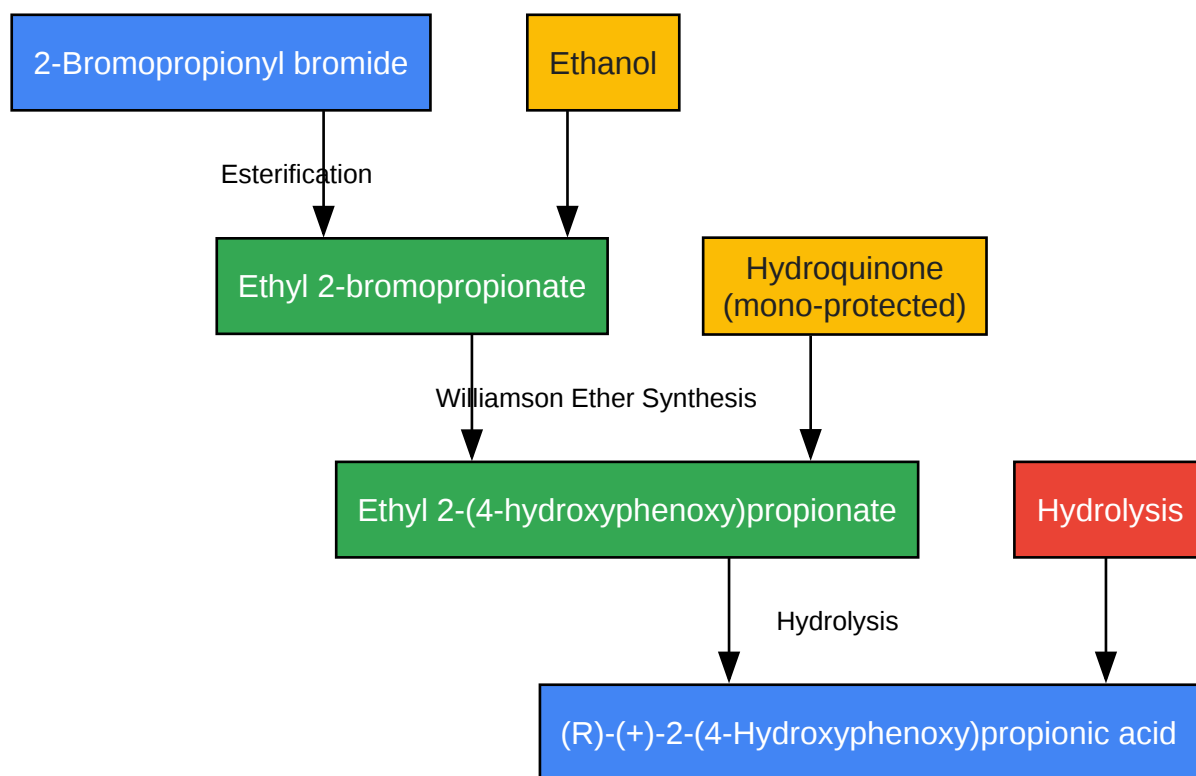 2-Bromopropionyl bromide
Ethanol
Esterification
Ethyl 2-bromopropionate
Hydroquinone
(mono-protected)
Williamson Ether Synthesis
Ethyl 2-(4-hydroxyphenoxy)propionate
Hydrolysis
Hydrolysis
(R)-(+)-2-(4-Hydroxyphenoxy)propionic acid